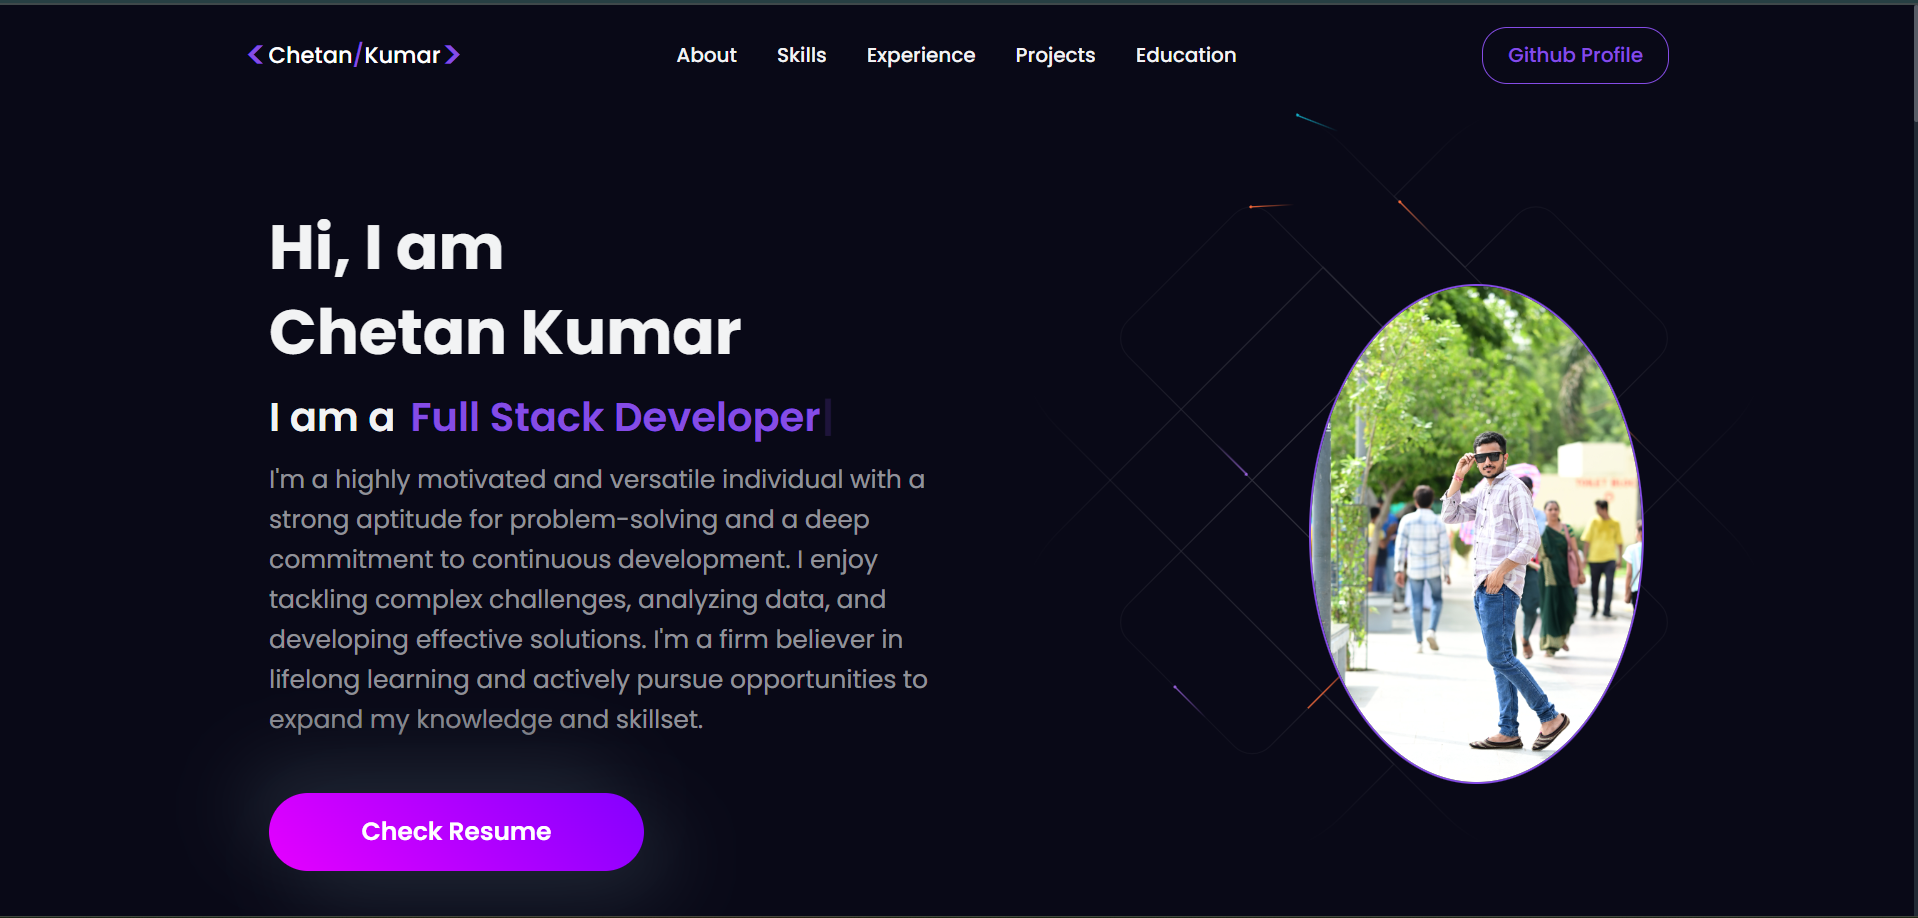 <Chetan/Kumar>
About Skills Experience Projects Education
Github Profile
Hi, I am
Chetan Kumar
I am a Full Stack Developer
I'm a highly motivated and versatile individual with a
strong aptitude for problem-solving and a deep
commitment to continuous development. I enjoy
tackling complex challenges, analyzing data, and
developing effective solutions. I'm a firm believer in
lifelong learning and actively pursue opportunities to
expand my knowledge and skillset.
Check Resume